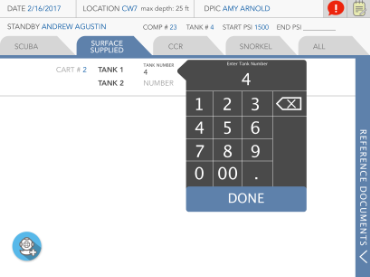 DATE 2/16/2017 LOCATION CW7 max depth: 25 ft DPIC AMY ARNOLD
STANDBY ANDREW AGUSTIN COMP # 23 TANK # 4 START PSI 1500 END PSI
SCUBA SURFACE SUPPLIED CCR SNORKEL ALL
CART # 2 TANK 1 TANK NUMBER 4
TANK 2 NUMBER
Enter Tank Number
4
1 2 3
4 5 6
7 8 9
0 00 .
DONE
REFERENCE DOCUMENTS